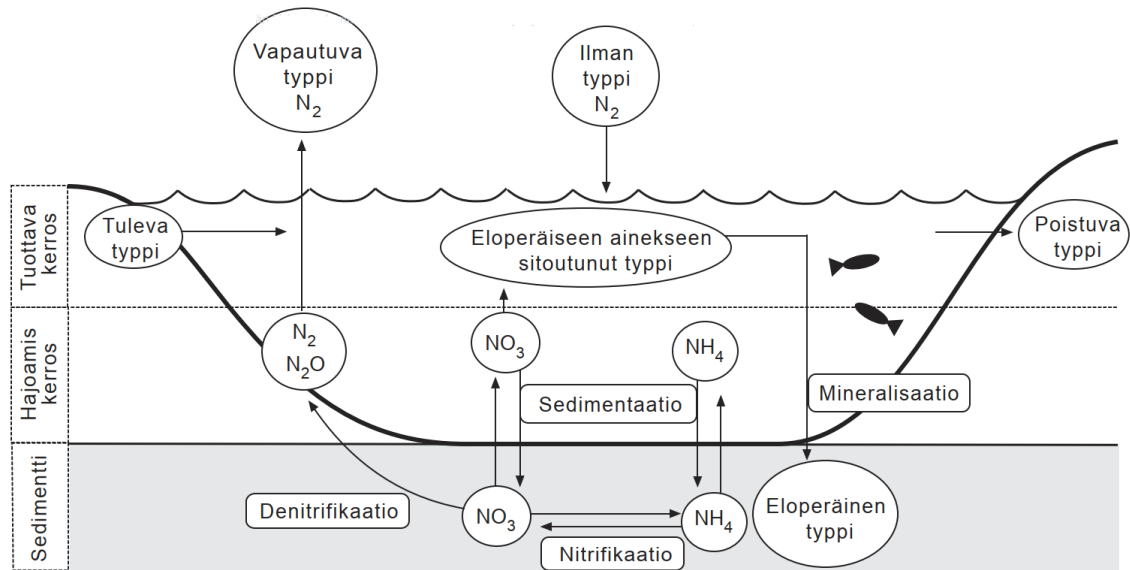 Vapautuva
typpi
N2
Ilman
typpi
N2
Tuottava
kerros
Tuleva
typpi
Eloperäiseen ainekseen
sitoutunut typpi
Poistuva
typpi
Hajoamis
kerros
N2
N2O
NO3
NH4
Sedimentaatio
Mineralisaatio
Sedimentti
Denitrifikaatio
NO3
NH4
Nitrifikaatio
Eloperäinen
typpi